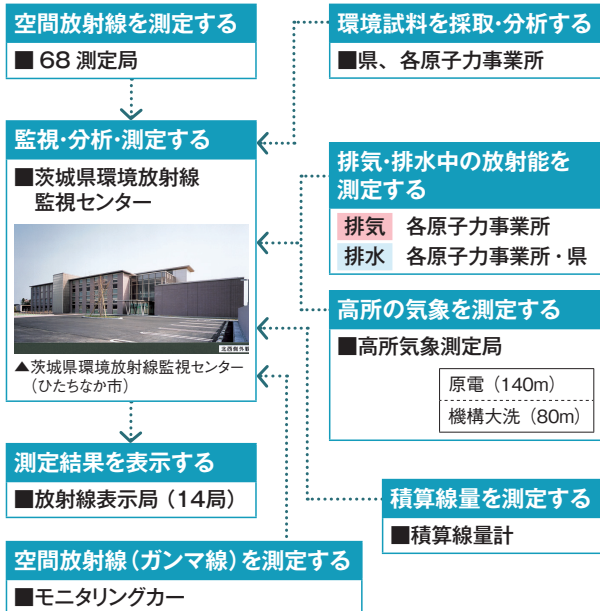 空間放射線を測定する
■ 68 測定局
環境試料を採取・分析する
■県、各原子力事業所
監視・分析・測定する
■茨城県環境放射線
監視センター
北西側外観
▲茨城県環境放射線監視センター
(ひたちなか市)
排気・排水中の放射能を
測定する
排気 各原子力事業所
排水 各原子力事業所・県
高所の気象を測定する
■高所気象測定局
原電(140m)
機構大洗(80m)
測定結果を表示する
■放射線表示局(14局)
積算線量を測定する
■積算線量計
空間放射線(ガンマ線)を測定する
■モニタリングカー